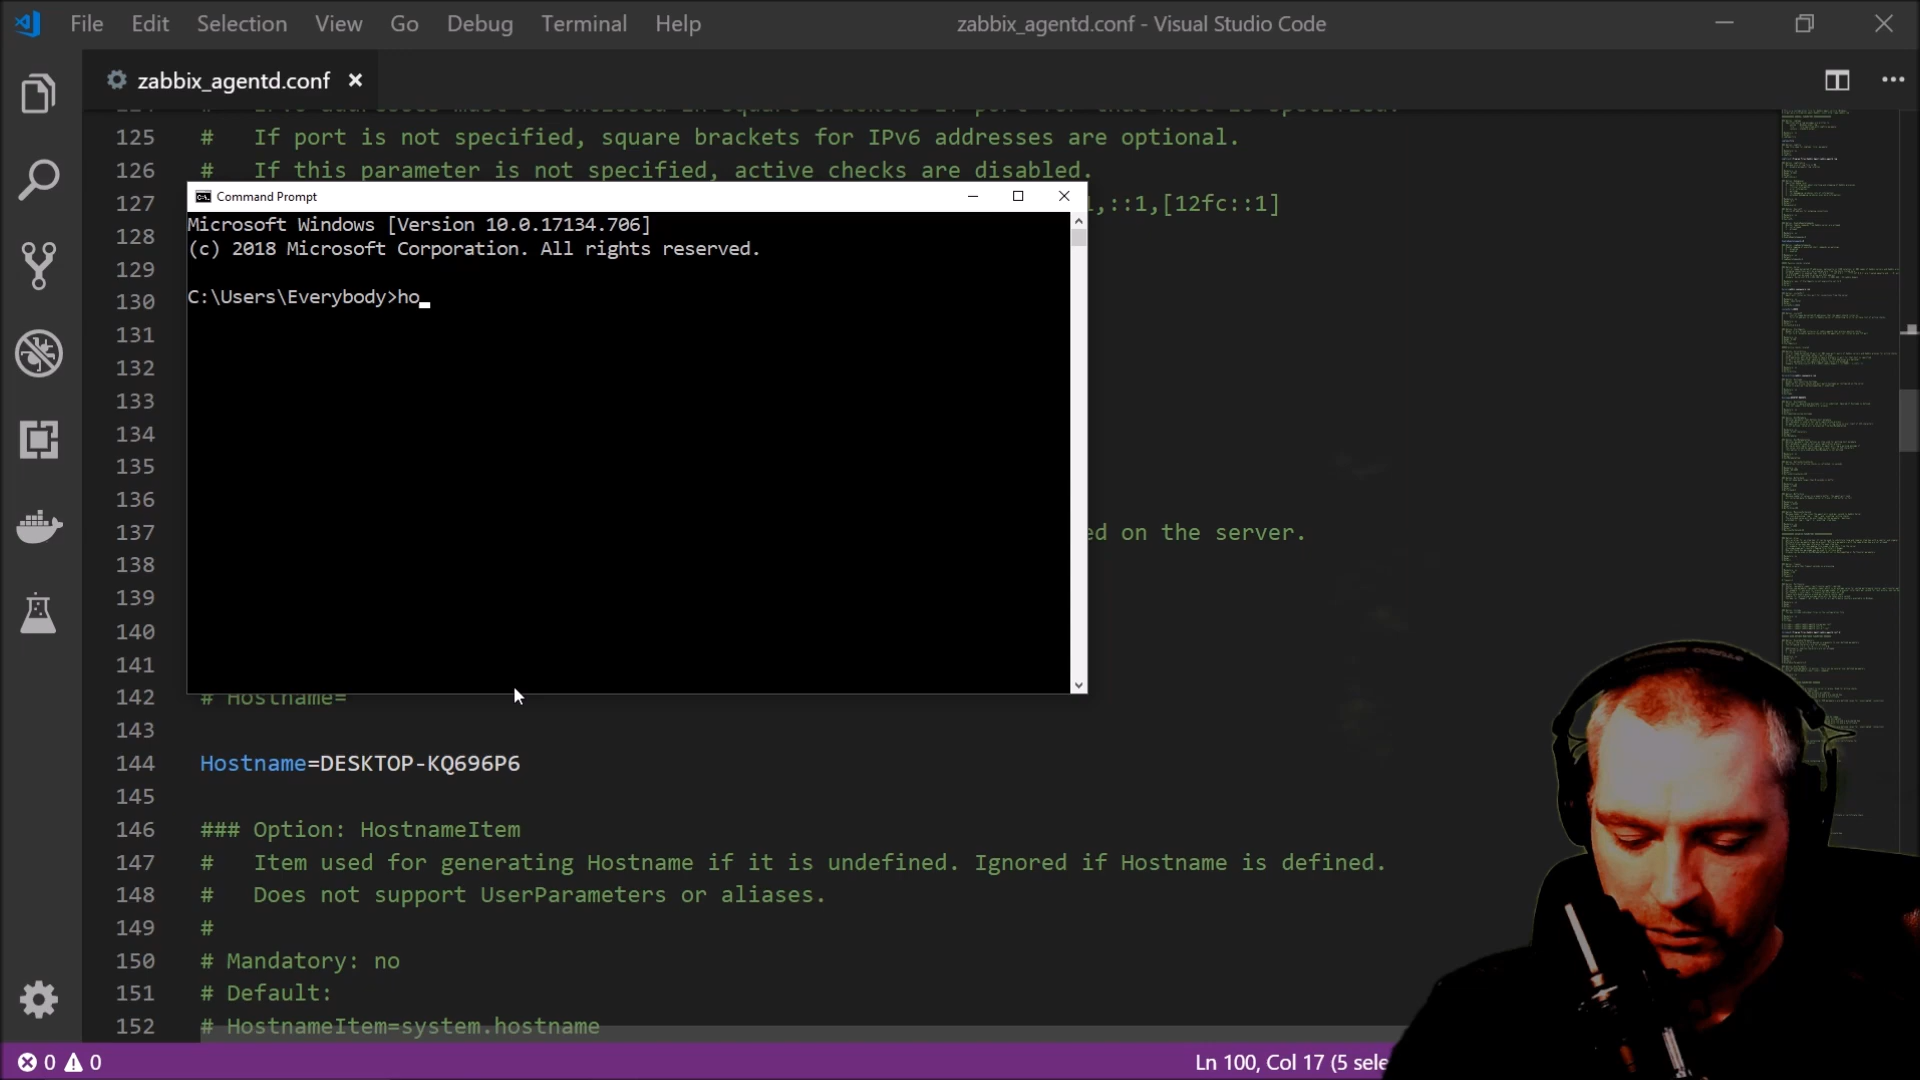 File Edit Selection View Go Debug Terminal Help
zabbix_agentd.conf - Visual Studio Code
zabbix_agentd.conf
125 # If port is not specified, square brackets for IPv6 addresses are optional.
126 # If this parameter is not specified, active checks are disabled.
127 1,::1,[12fc::1]
Command Prompt
Microsoft Windows [Version 10.0.17134.706]
(c) 2018 Microsoft Corporation. All rights reserved.
C:\Users\Everybody>ho_
128
129
130
131
132
133
134
135
136
137 ed on the server.
138
139
140
141
142 # Hostname=
143
144 Hostname=DESKTOP-KQ696P6
145
146 ### Option: HostnameItem
147 # Item used for generating Hostname if it is undefined. Ignored if Hostname is defined.
148 # Does not support UserParameters or aliases.
149 #
150 # Mandatory: no
151 # Default:
152 # HostnameItem=system.hostname
0 0
Ln 100, Col 17 (5 sele